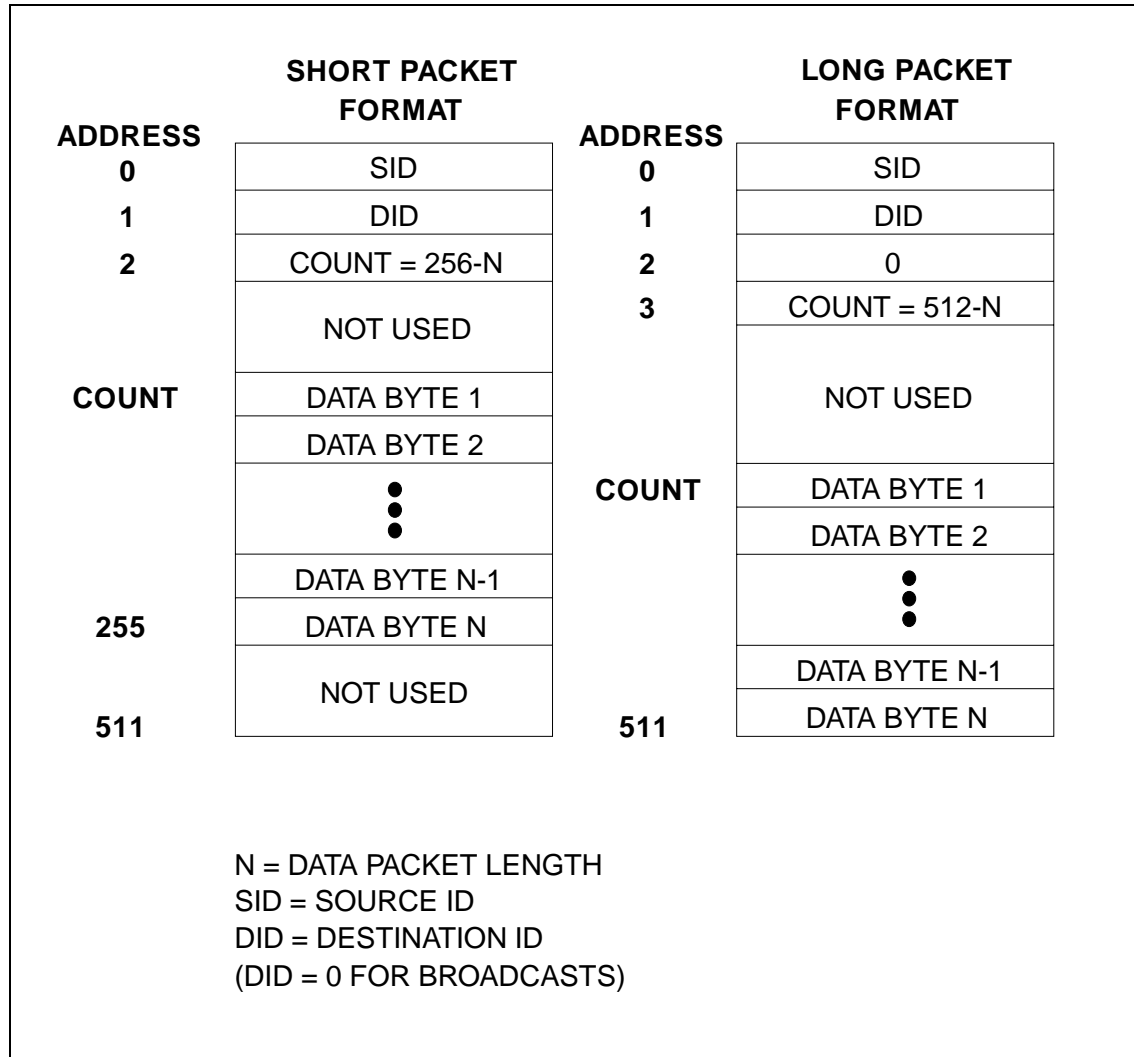 SHORT PACKET
FORMAT
ADDRESS
0 SID
1 DID
2 COUNT = 256-N
NOT USED
COUNT DATA BYTE 1
DATA BYTE 2
DATA BYTE N-1
255 DATA BYTE N
NOT USED
511
LONG PACKET
FORMAT
ADDRESS
0 SID
1 DID
2 0
3 COUNT = 512-N
NOT USED
COUNT DATA BYTE 1
DATA BYTE 2
DATA BYTE N-1
511 DATA BYTE N
N = DATA PACKET LENGTH
SID = SOURCE ID
DID = DESTINATION ID
(DID = 0 FOR BROADCASTS)